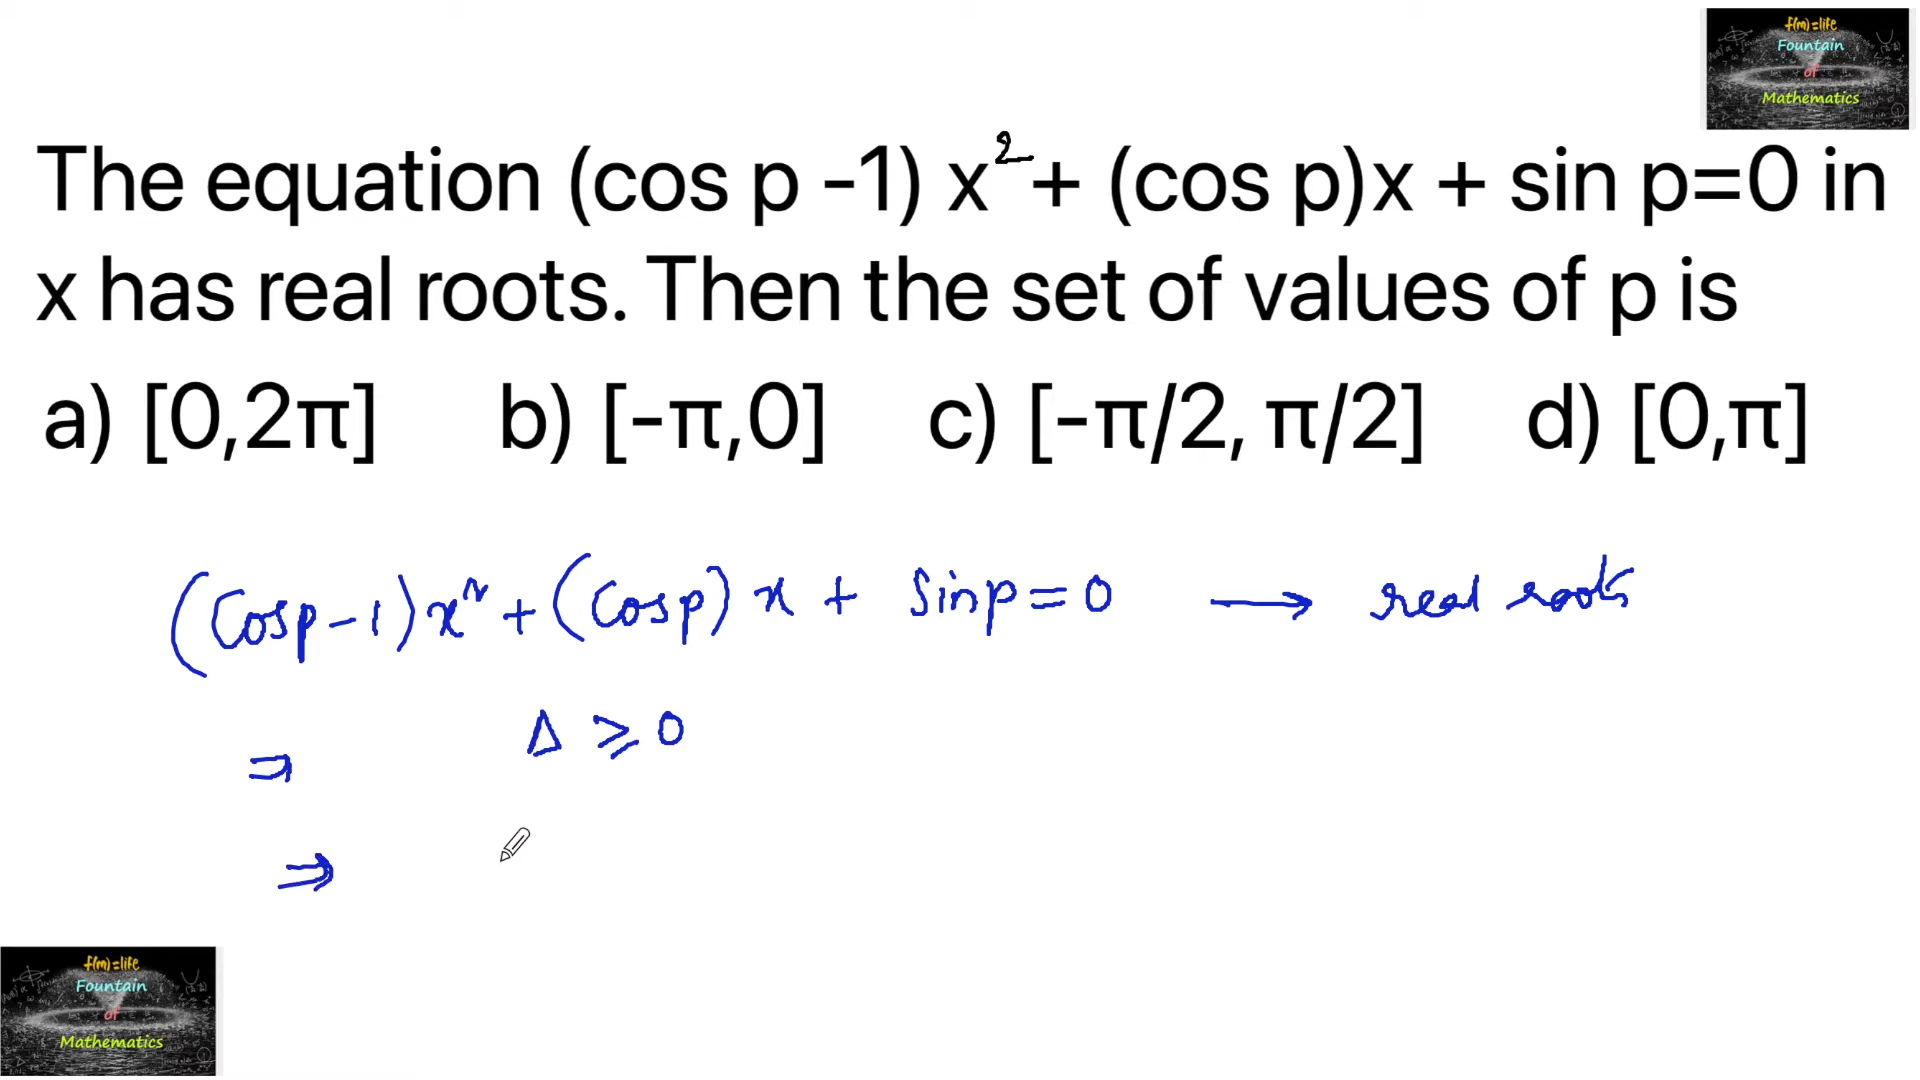 f(m)=life
Fountain
of
Mathematics
The equation (cos p -1) x² + (cos p)x + sin p=0 in
x has real roots. Then the set of values of p is
a) [0,2π] b) [-π,0] c) [-π/2, π/2] d) [0,π]
(Cosp-1)x² + (Cosp)x + Sinp=0 → real roots
⇒ Δ ≥ 0
⇒
f(m)=life
Fountain
of
Mathematics